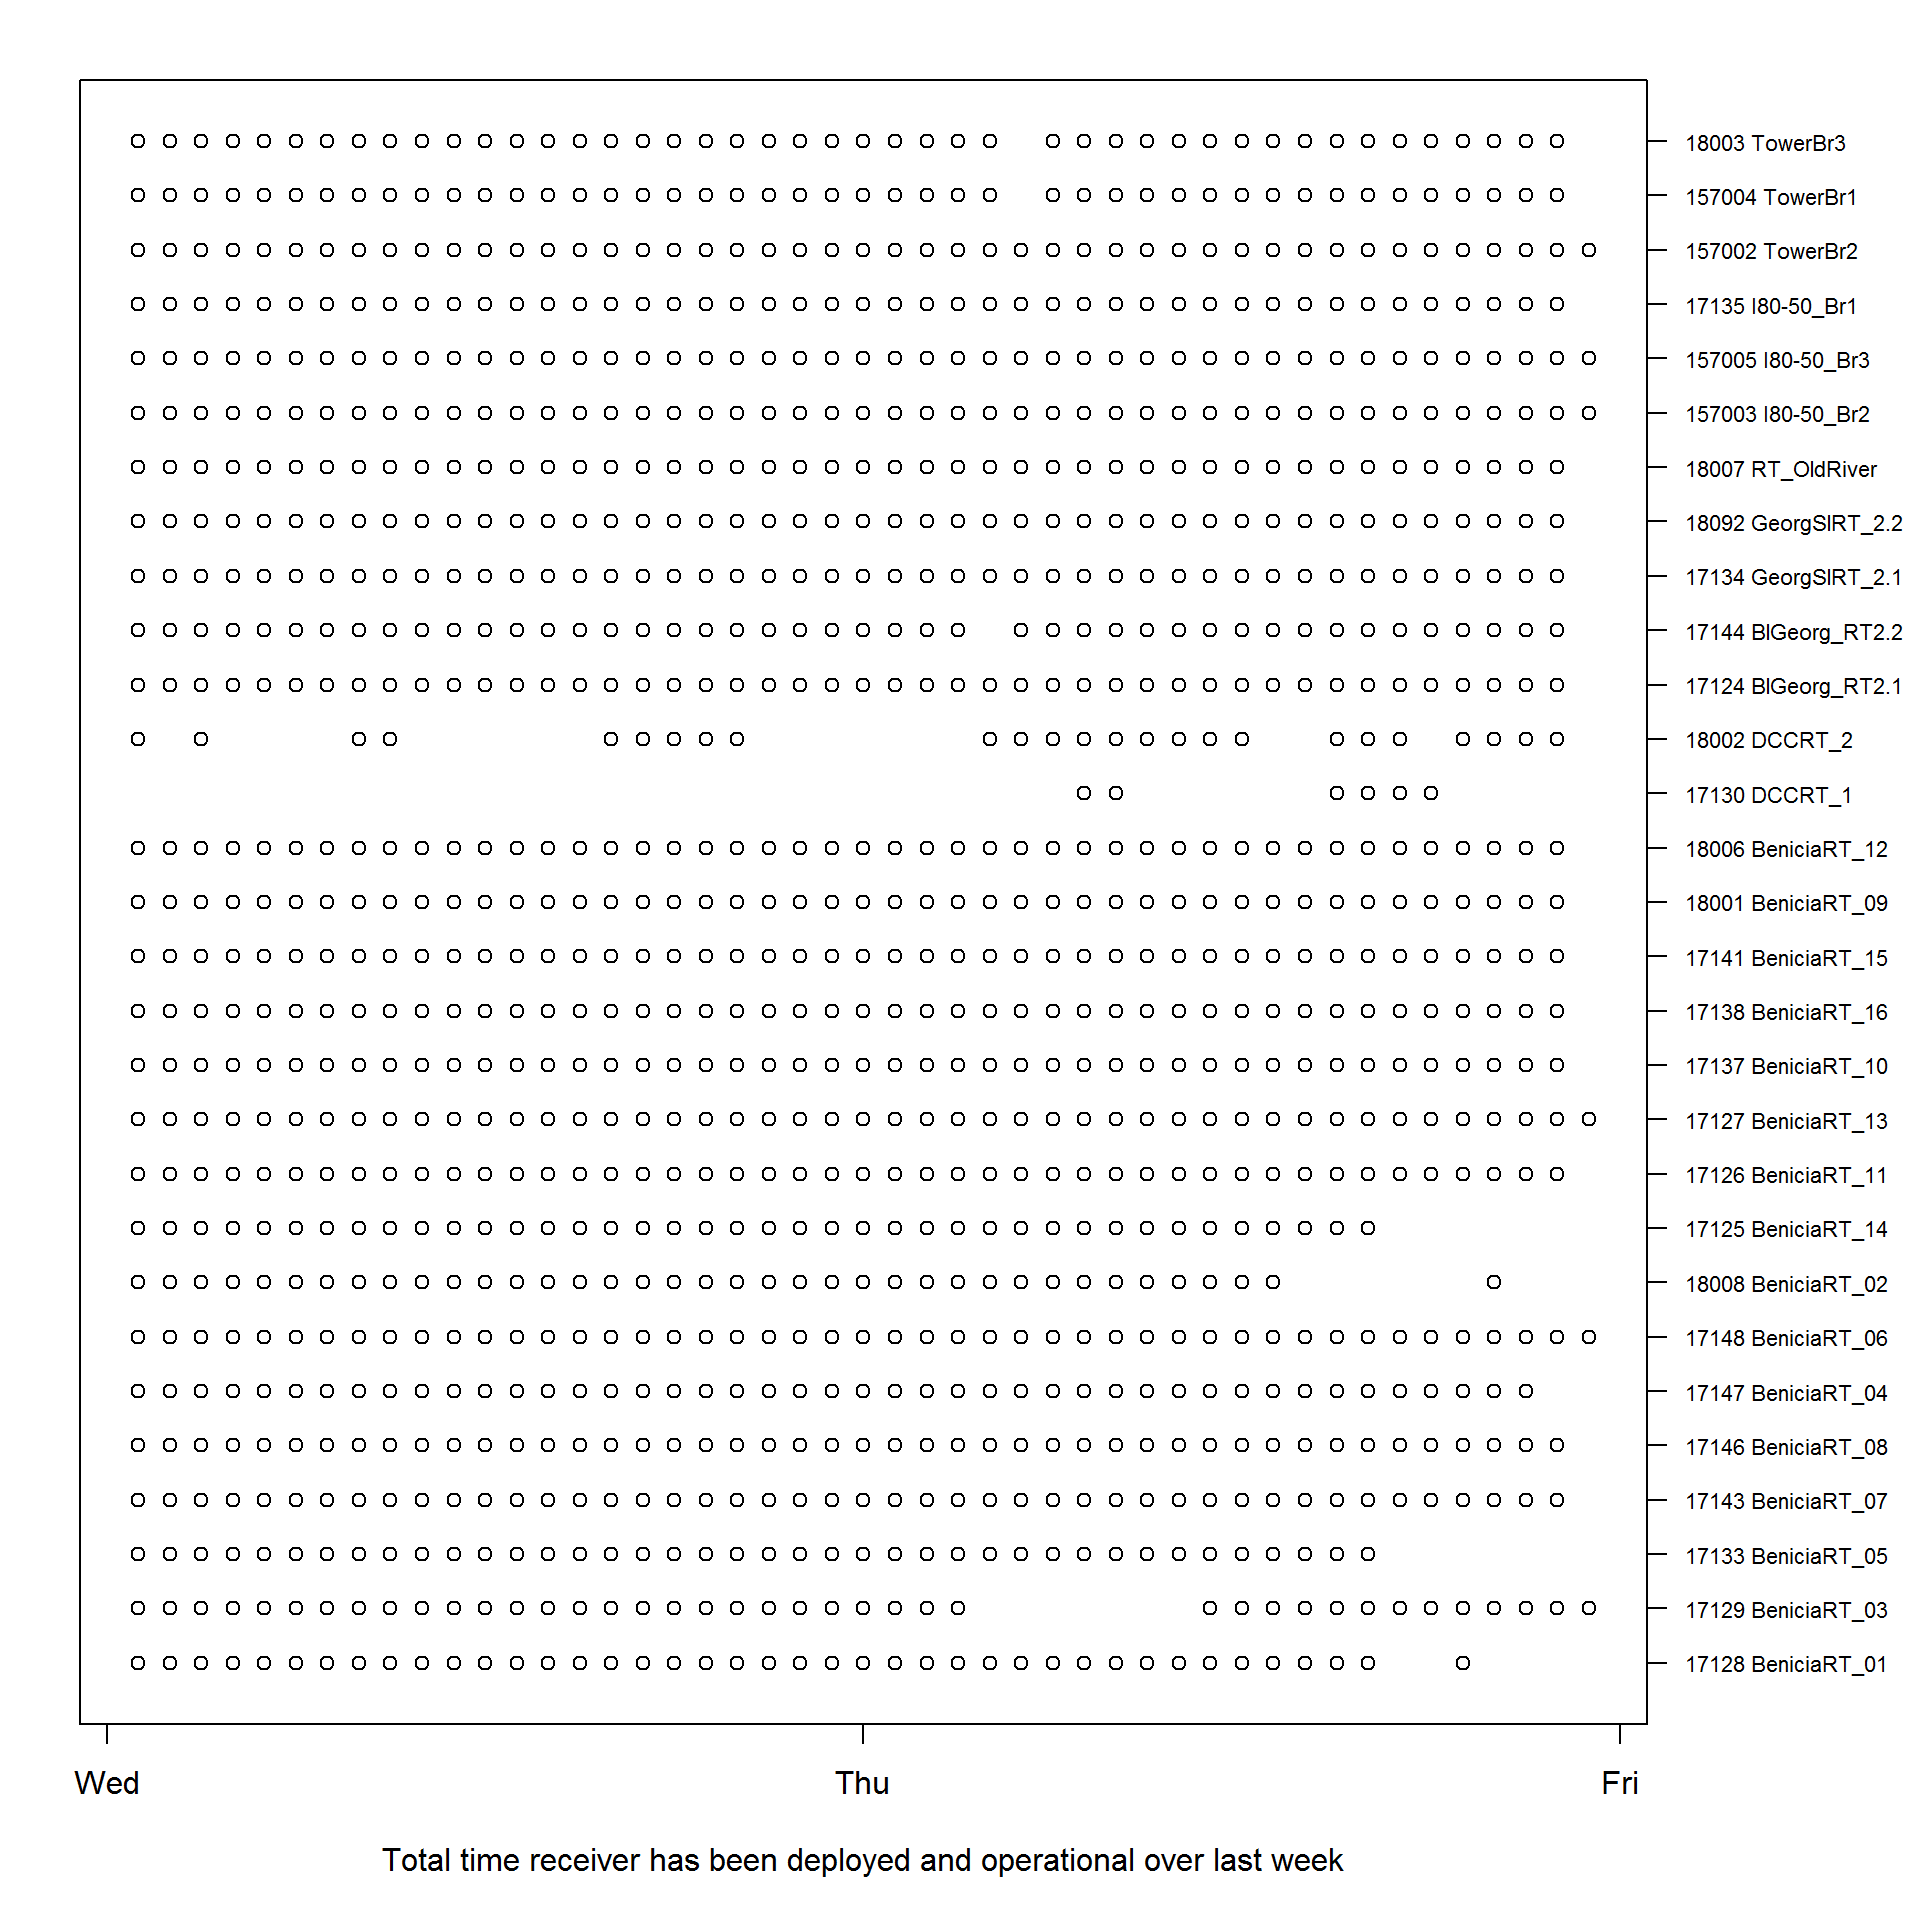 18003 TowerBr3
157004 TowerBr1
157002 TowerBr2
17135 I80-50_Br1
157005 I80-50_Br3
157003 I80-50_Br2
18007 RT_OldRiver
18092 GeorgSlRT_2.2
17134 GeorgSlRT_2.1
17144 BlGeorg_RT2.2
17124 BlGeorg_RT2.1
18002 DCCRT_2
17130 DCCRT_1
18006 BeniciaRT_12
18001 BeniciaRT_09
17141 BeniciaRT_15
17138 BeniciaRT_16
17137 BeniciaRT_10
17127 BeniciaRT_13
17126 BeniciaRT_11
17125 BeniciaRT_14
18008 BeniciaRT_02
17148 BeniciaRT_06
17147 BeniciaRT_04
17146 BeniciaRT_08
17143 BeniciaRT_07
17133 BeniciaRT_05
17129 BeniciaRT_03
17128 BeniciaRT_01
Wed Thu Fri
Total time receiver has been deployed and operational over last week